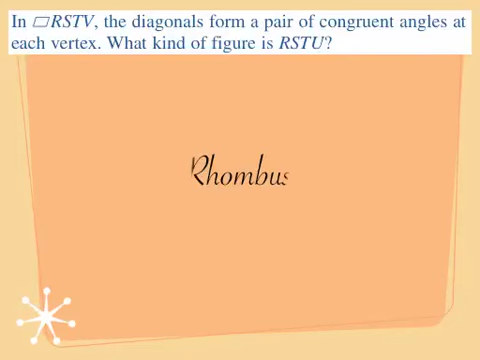 In ▱RSTV, the diagonals form a pair of congruent angles at
each vertex. What kind of figure is RSTU?
Rhombus